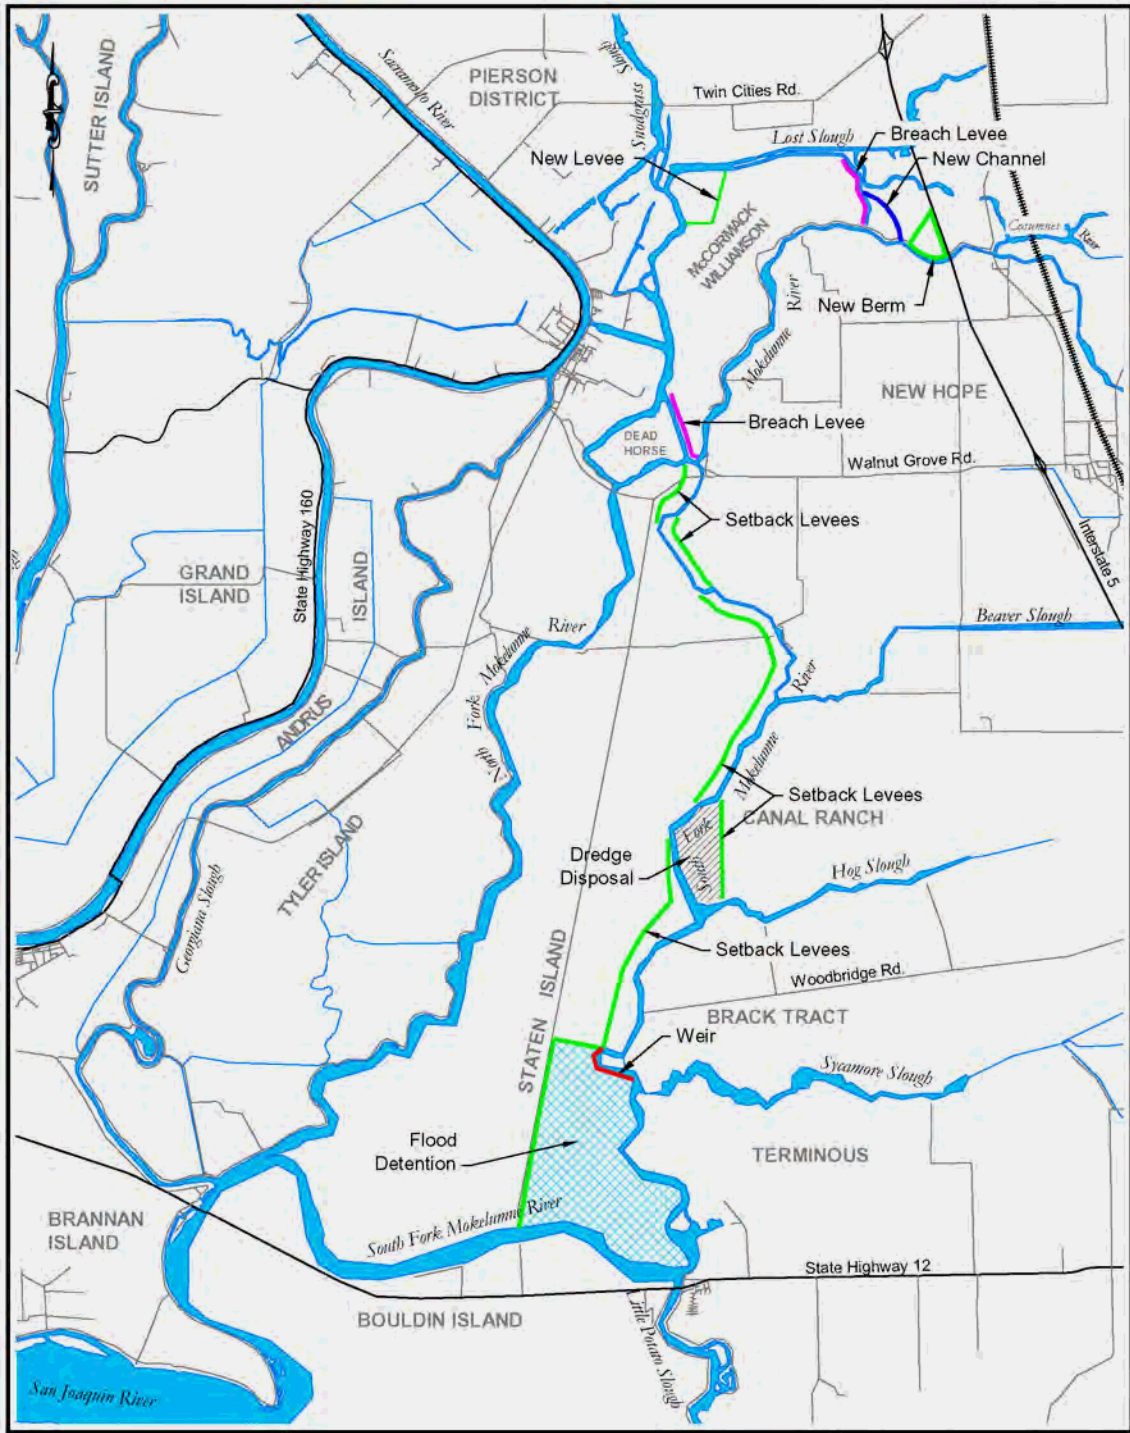 SUTTER ISLAND
Sacramento River
PIERSON
DISTRICT
Snodgrass
Slough
Twin Cities Rd.
Lost Slough
Breach Levee
New Levee
New Channel
McCORMACK
WILLIAMSON
Cosumnes
River
New Berm
Mokelumne
River
NEW HOPE
Breach Levee
DEAD
HORSE
Walnut Grove Rd.
State Highway 160
Setback Levees
Interstate 5
GRAND
ISLAND
ISLAND
ANDRUS
North Fork Mokelumne
River
Beaver Slough
River
Mokelumne
Fork
South
Setback Levees
CANAL RANCH
TYLER ISLAND
Georgiana Slough
Dredge
Disposal
Hog Slough
Setback Levees
STATEN ISLAND
Woodbridge Rd.
BRACK TRACT
Weir
Sycamore Slough
Flood
Detention
TERMINOUS
BRANNAN
ISLAND
South Fork Mokelumne River
State Highway 12
BOULDIN ISLAND
Little Potato Slough
San Joaquin River